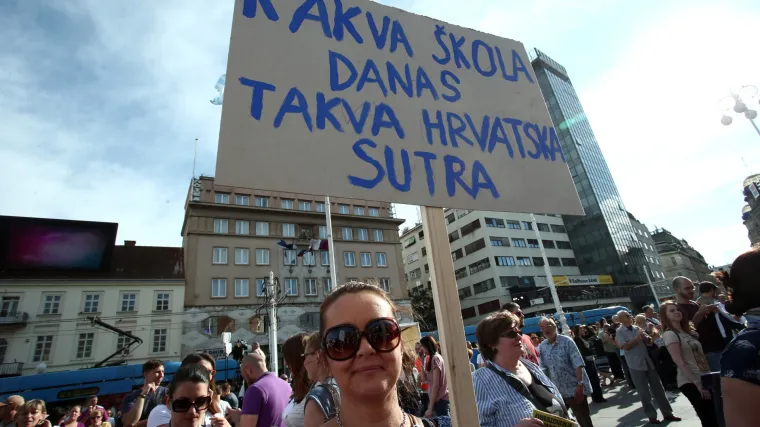 KAKVA ŠKOLA
DANAS
TAKVA HRVATSKA
SUTRA